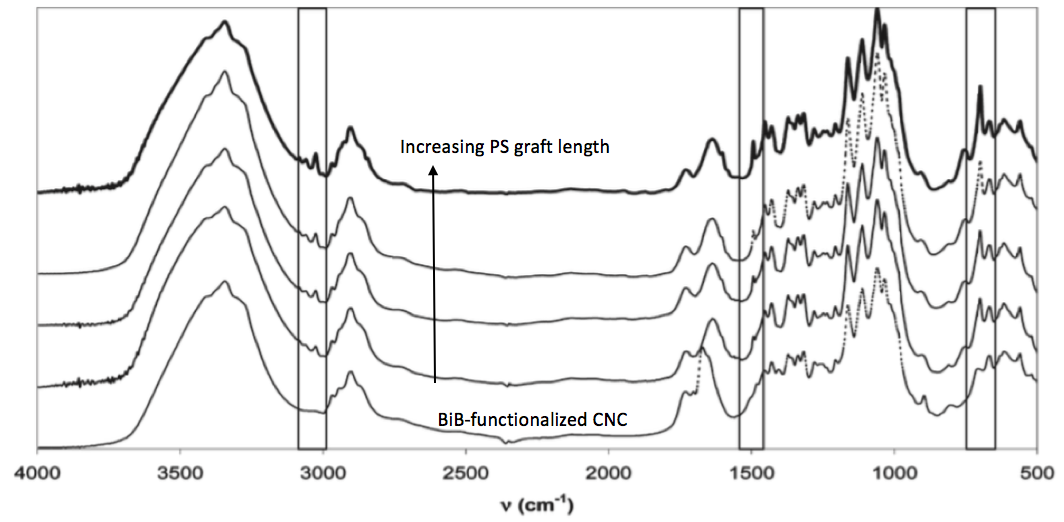 Increasing PS graft length
BiB-functionalized CNC
4000 3500 3000 2500 2000 1500 1000 500
ν (cm⁻¹)